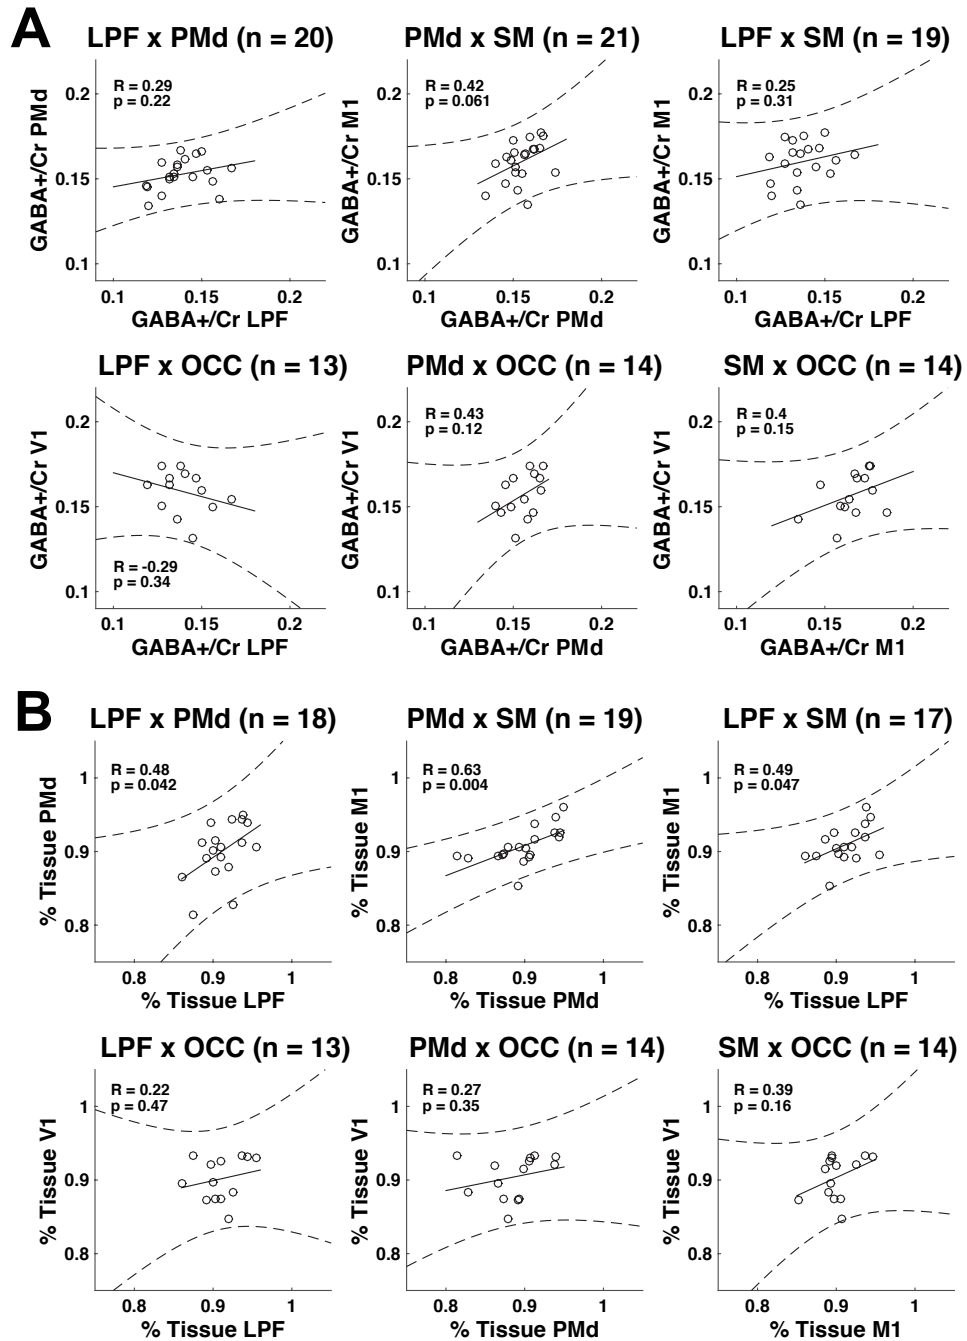 A
LPF x PMd (n = 20)
PMd x SM (n = 21)
LPF x SM (n = 19)
R = 0.29
p = 0.22
R = 0.42
p = 0.061
R = 0.25
p = 0.31
GABA+/Cr PMd
0.2
0.15
0.1
GABA+/Cr M1
0.2
0.15
0.1
GABA+/Cr M1
0.2
0.15
0.1
0.1 0.15 0.2
0.1 0.15 0.2
0.1 0.15 0.2
GABA+/Cr LPF
GABA+/Cr PMd
GABA+/Cr LPF
LPF x OCC (n = 13)
PMd x OCC (n = 14)
SM x OCC (n = 14)
R = -0.29
p = 0.34
R = 0.43
p = 0.12
R = 0.4
p = 0.15
GABA+/Cr V1
0.2
0.15
0.1
GABA+/Cr V1
0.2
0.15
0.1
GABA+/Cr V1
0.2
0.15
0.1
0.1 0.15 0.2
0.1 0.15 0.2
0.1 0.15 0.2
GABA+/Cr LPF
GABA+/Cr PMd
GABA+/Cr M1
B
LPF x PMd (n = 18)
PMd x SM (n = 19)
LPF x SM (n = 17)
R = 0.48
p = 0.042
R = 0.63
p = 0.004
R = 0.49
p = 0.047
% Tissue PMd
1
0.9
0.8
% Tissue M1
1
0.9
0.8
% Tissue M1
1
0.9
0.8
0.8 0.9 1
0.8 0.9 1
0.8 0.9 1
% Tissue LPF
% Tissue PMd
% Tissue LPF
LPF x OCC (n = 13)
PMd x OCC (n = 14)
SM x OCC (n = 14)
R = 0.22
p = 0.47
R = 0.27
p = 0.35
R = 0.39
p = 0.16
% Tissue V1
1
0.9
0.8
% Tissue V1
1
0.9
0.8
% Tissue V1
1
0.9
0.8
0.8 0.9 1
0.8 0.9 1
0.8 0.9 1
% Tissue LPF
% Tissue PMd
% Tissue M1